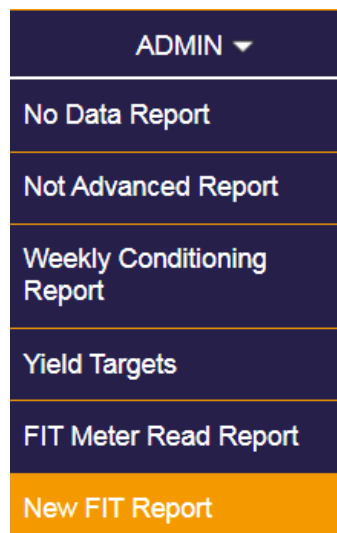 ADMIN
No Data Report
Not Advanced Report
Weekly Conditioning
Report
Yield Targets
FIT Meter Read Report
New FIT Report